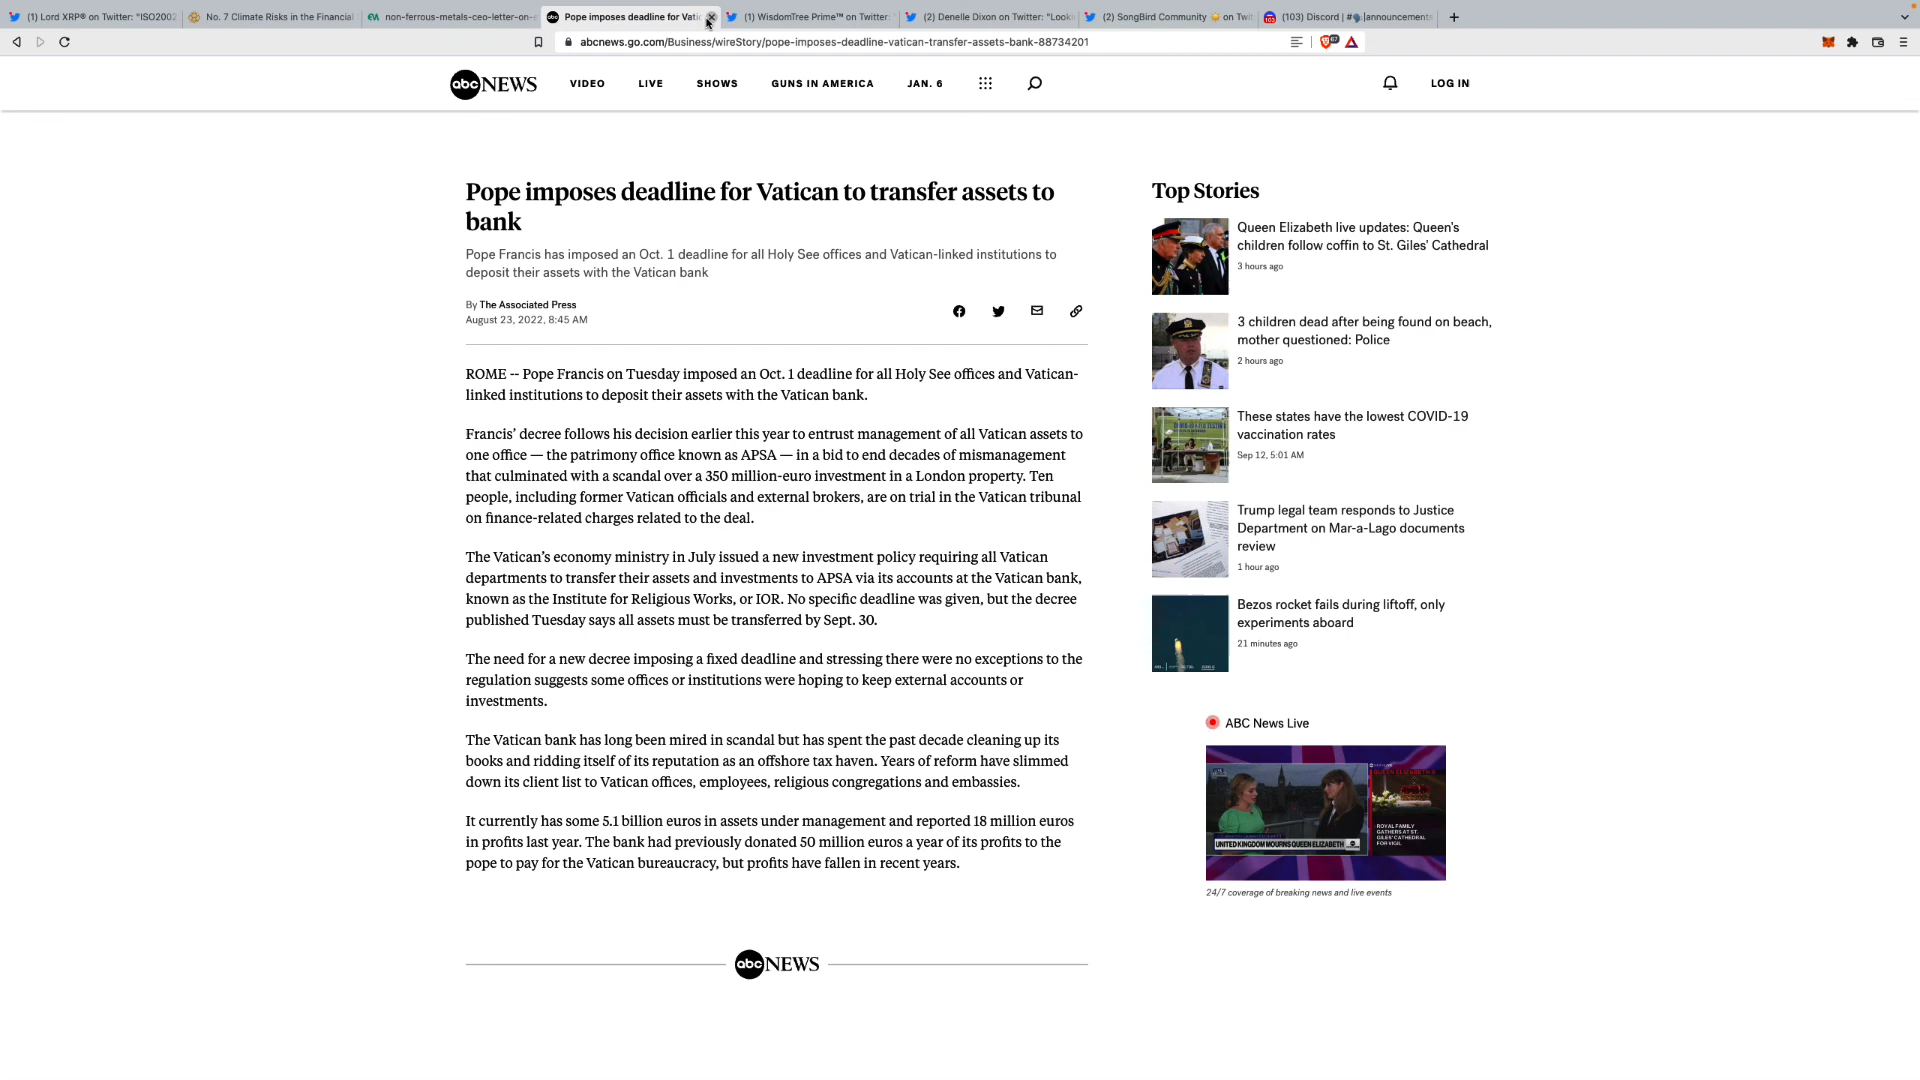 (1) Lord XRP® on Twitter: "ISO2002
No. 7 Climate Risks in the Financial
non-ferrous-metals-ceo-letter-on-
Pope imposes deadline for Vatic
(1) WisdomTree Prime™ on Twitter:
(2) Denelle Dixon on Twitter: "Looki
(2) SongBird Community on Twit
(103) Discord | #announcements
abcnews.go.com/Business/wireStory/pope-imposes-deadline-vatican-transfer-assets-bank-88734201
abc NEWS
VIDEO
LIVE
SHOWS
GUNS IN AMERICA
JAN. 6
LOG IN
Pope imposes deadline for Vatican to transfer assets to
bank
Pope Francis has imposed an Oct. 1 deadline for all Holy See offices and Vatican-linked institutions to
deposit their assets with the Vatican bank
By The Associated Press
August 23, 2022, 8:45 AM
ROME -- Pope Francis on Tuesday imposed an Oct. 1 deadline for all Holy See offices and Vatican-
linked institutions to deposit their assets with the Vatican bank.
Francis' decree follows his decision earlier this year to entrust management of all Vatican assets to
one office — the patrimony office known as APSA — in a bid to end decades of mismanagement
that culminated with a scandal over a 350 million-euro investment in a London property. Ten
people, including former Vatican officials and external brokers, are on trial in the Vatican tribunal
on finance-related charges related to the deal.
The Vatican's economy ministry in July issued a new investment policy requiring all Vatican
departments to transfer their assets and investments to APSA via its accounts at the Vatican bank,
known as the Institute for Religious Works, or IOR. No specific deadline was given, but the decree
published Tuesday says all assets must be transferred by Sept. 30.
The need for a new decree imposing a fixed deadline and stressing there were no exceptions to the
regulation suggests some offices or institutions were hoping to keep external accounts or
investments.
The Vatican bank has long been mired in scandal but has spent the past decade cleaning up its
books and ridding itself of its reputation as an offshore tax haven. Years of reform have slimmed
down its client list to Vatican offices, employees, religious congregations and embassies.
It currently has some 5.1 billion euros in assets under management and reported 18 million euros
in profits last year. The bank had previously donated 50 million euros a year of its profits to the
pope to pay for the Vatican bureaucracy, but profits have fallen in recent years.
abc NEWS
Top Stories
Queen Elizabeth live updates: Queen's
children follow coffin to St. Giles' Cathedral
3 hours ago
3 children dead after being found on beach,
mother questioned: Police
2 hours ago
These states have the lowest COVID-19
vaccination rates
Sep 12, 5:01 AM
Trump legal team responds to Justice
Department on Mar-a-Lago documents
review
1 hour ago
Bezos rocket fails during liftoff, only
experiments aboard
21 minutes ago
ABC News Live
QUEEN ELIZABETH II
ROYAL FAMILY
GATHERS AT ST.
GILES' CATHEDRAL
FOR VIGIL
UNITED KINGDOM MOURNS QUEEN ELIZABETH
24/7 coverage of breaking news and live events